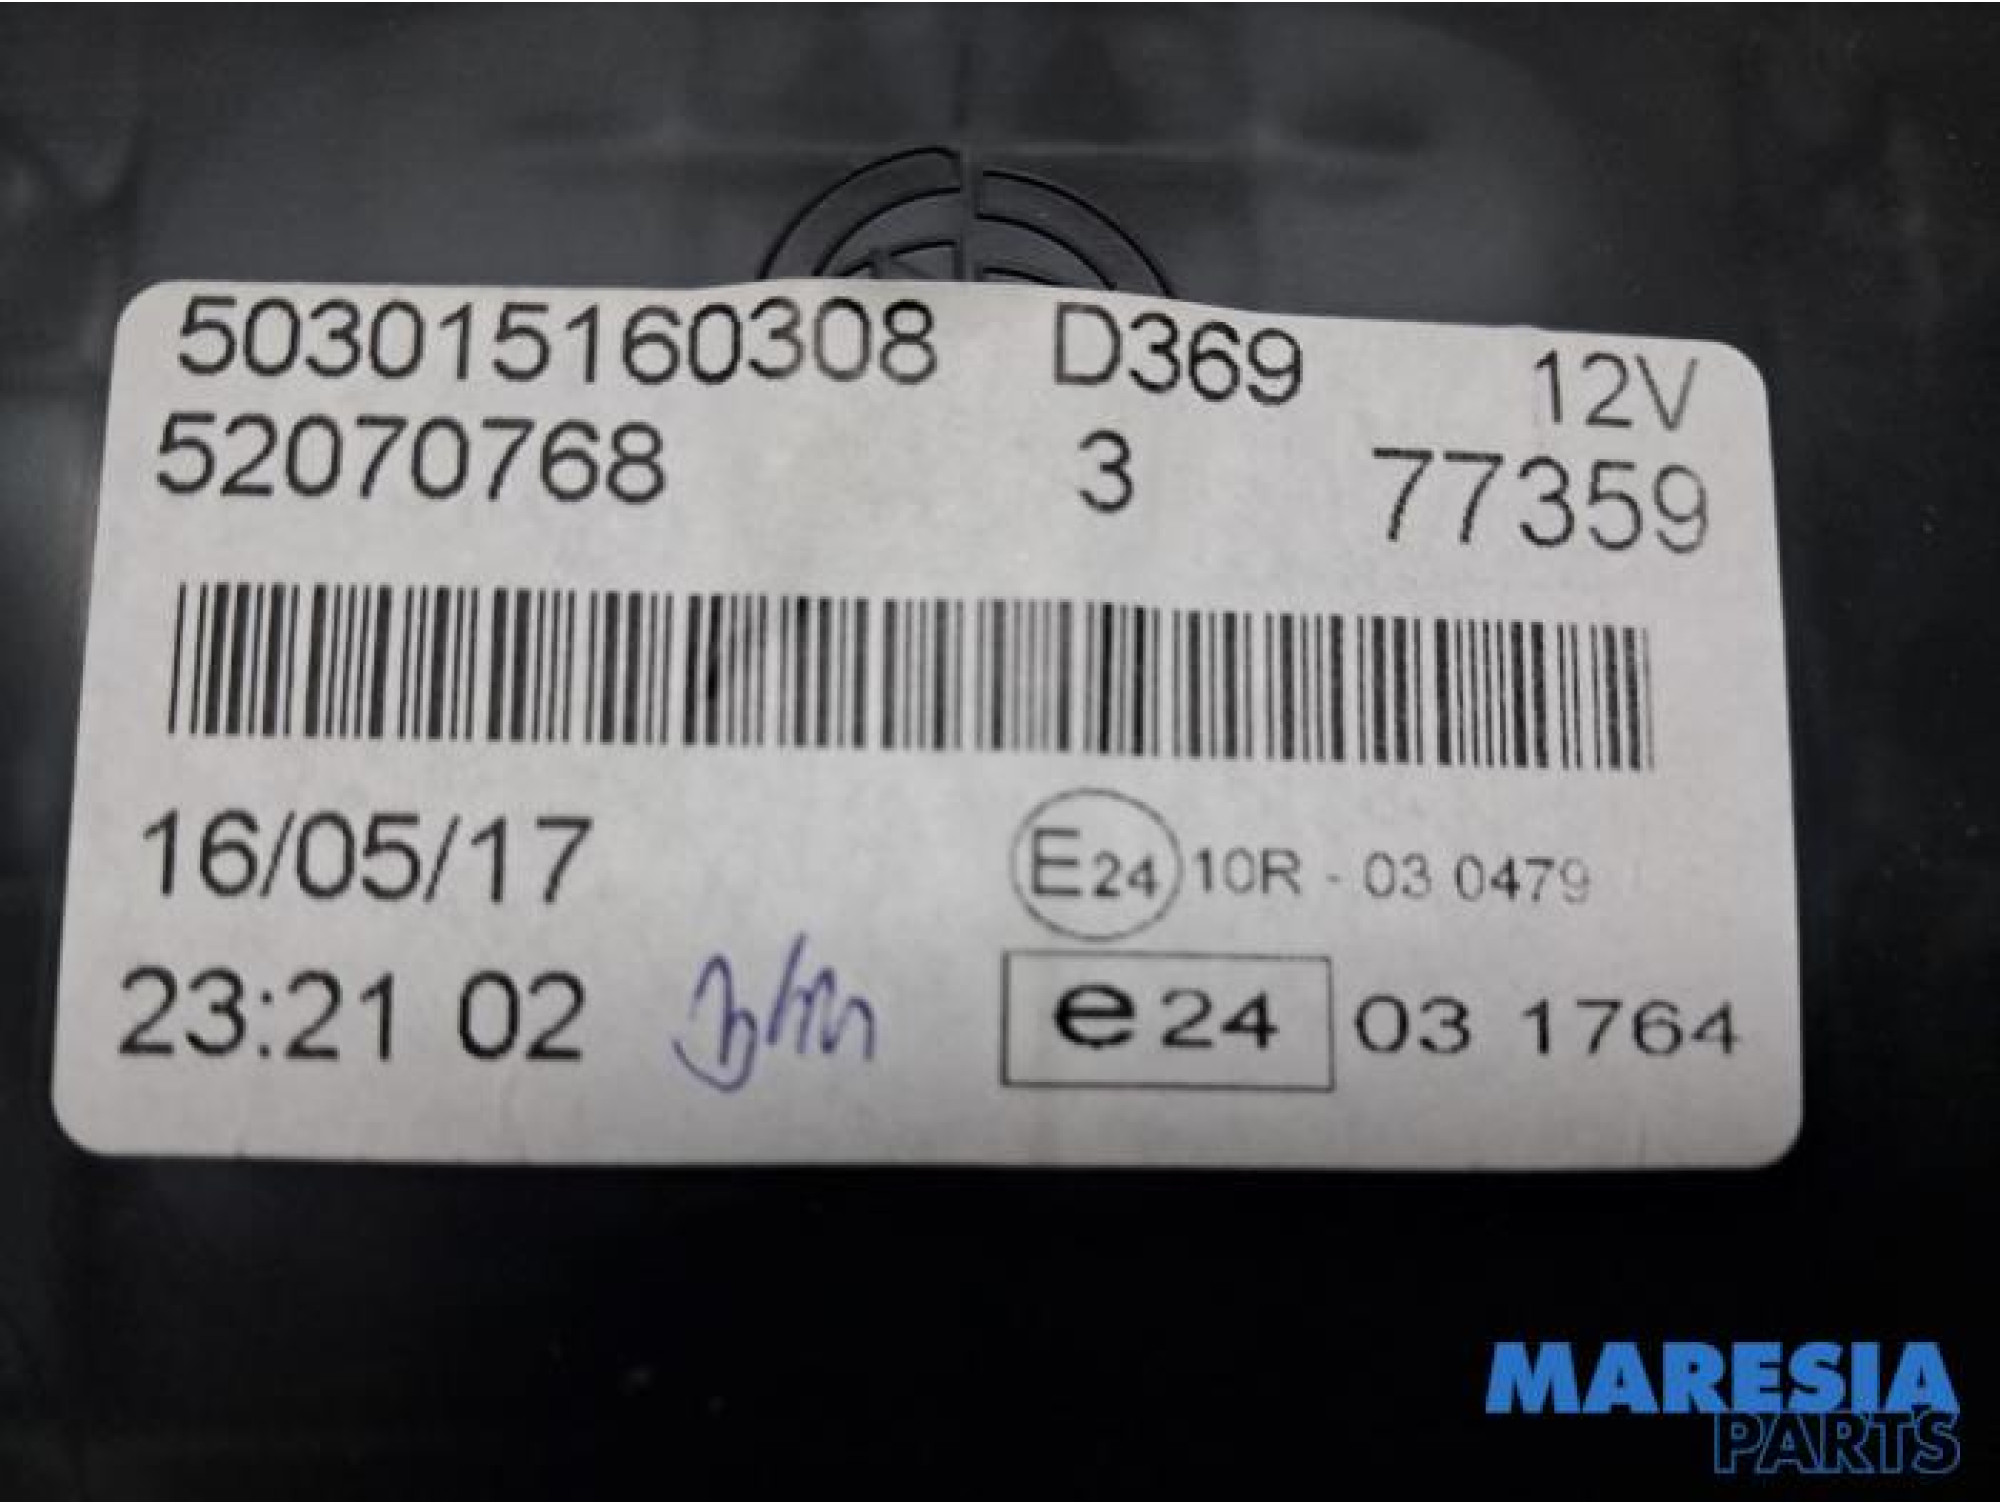 503015160308 D369 12V
52070768 3 77359
16/05/17
E24 10R - 03 0479
23:21 02
e24 03 1764
MARESIA
PARTS